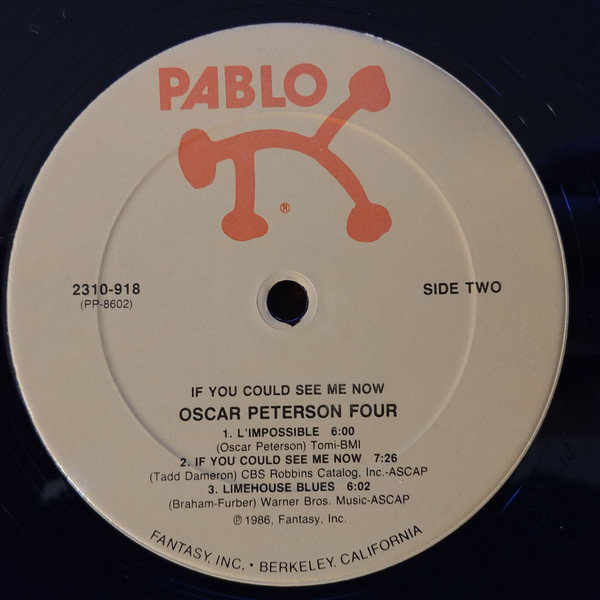 PABLO
®
2310-918
(PP-8602)
SIDE TWO
IF YOU COULD SEE ME NOW
OSCAR PETERSON FOUR
1. L'IMPOSSIBLE 6:00
(Oscar Peterson) Tomi-BMI
2. IF YOU COULD SEE ME NOW 7:26
(Tadd Dameron) CBS Robbins Catalog, Inc.-ASCAP
3. LIMEHOUSE BLUES 6:02
(Braham-Furber) Warner Bros. Music-ASCAP
℗ 1986, Fantasy, Inc.
FANTASY, INC. • BERKELEY, CALIFORNIA